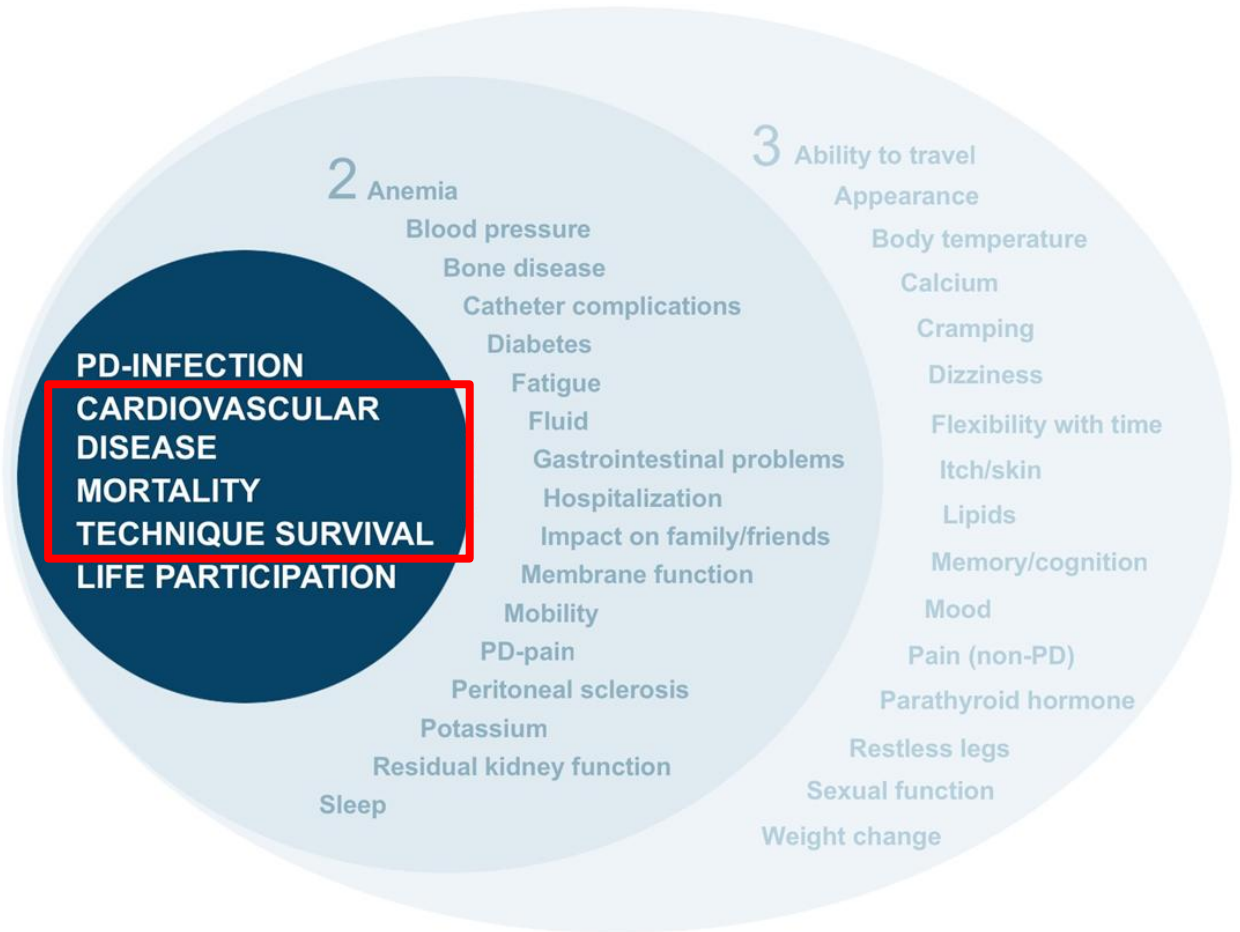 PD-INFECTION
CARDIOVASCULAR
DISEASE
MORTALITY
TECHNIQUE SURVIVAL
LIFE PARTICIPATION
2 Anemia
Blood pressure
Bone disease
Catheter complications
Diabetes
Fatigue
Fluid
Gastrointestinal problems
Hospitalization
Impact on family/friends
Membrane function
Mobility
PD-pain
Peritoneal sclerosis
Potassium
Residual kidney function
Sleep
3 Ability to travel
Appearance
Body temperature
Calcium
Cramping
Dizziness
Flexibility with time
Itch/skin
Lipids
Memory/cognition
Mood
Pain (non-PD)
Parathyroid hormone
Restless legs
Sexual function
Weight change